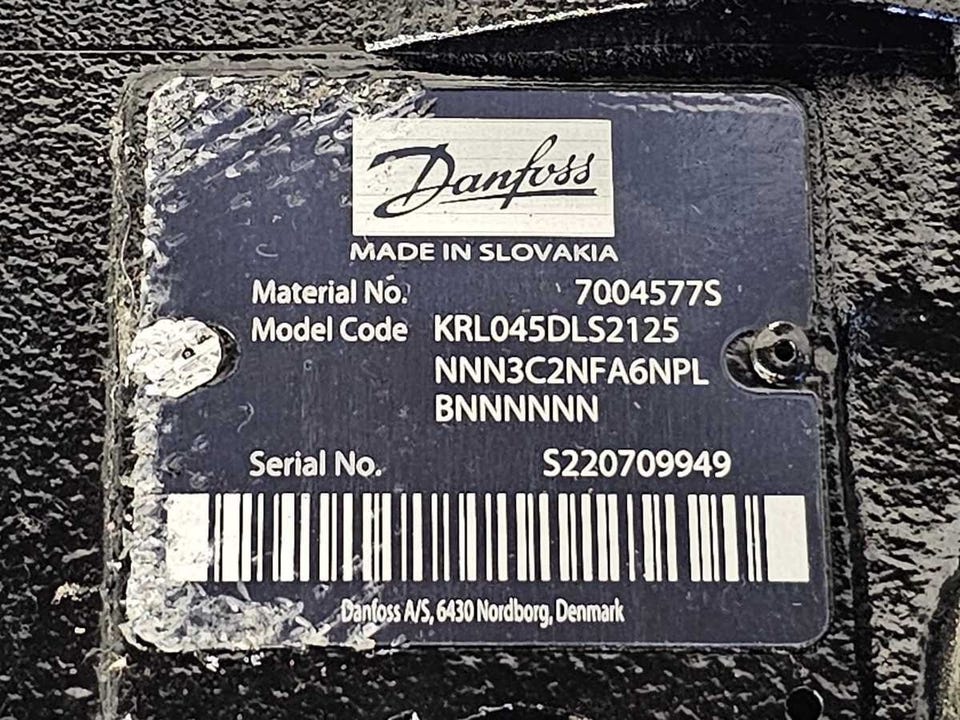 Danfoss
MADE IN SLOVAKIA
Material No. 7004577S
Model Code KRL045DLS2125
NNN3C2NFA6NPL
BNNNNNN
Serial No. S220709949
Danfoss A/S, 6430 Nordborg, Denmark